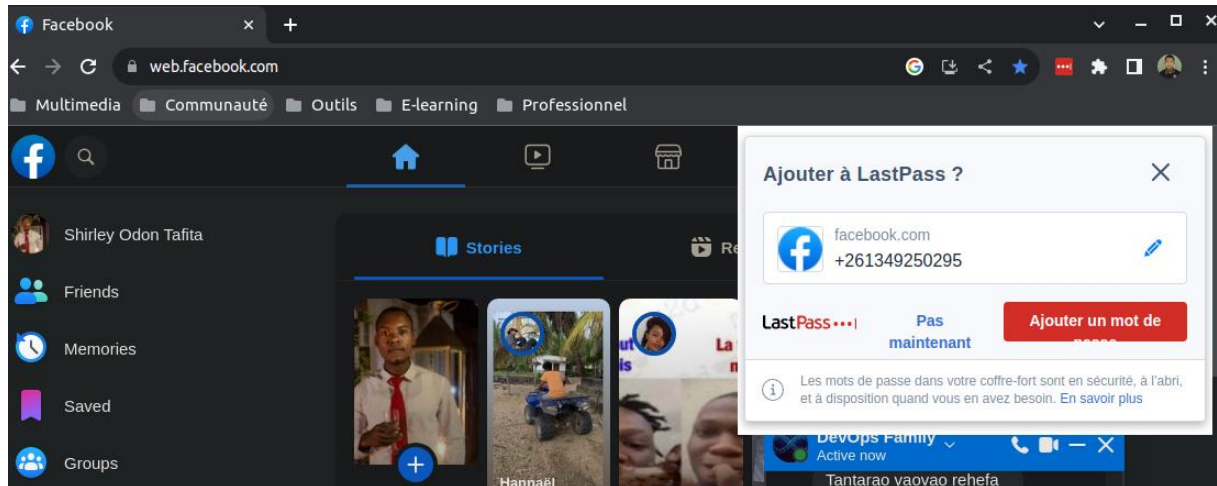 Facebook
web.facebook.com
Multimedia Communauté Outils E-learning Professionnel
Shirley Odon Tafita
Friends
Memories
Saved
Groups
Stories
Hannaël
La
Ajouter à LastPass ?
facebook.com
+261349250295
LastPass
Pas maintenant
Ajouter un mot de passe
Les mots de passe dans votre coffre-fort sont en sécurité, à l'abri,
et à disposition quand vous en avez besoin. En savoir plus
DevOps Family
Active now
Tantarao vaovao rehefa